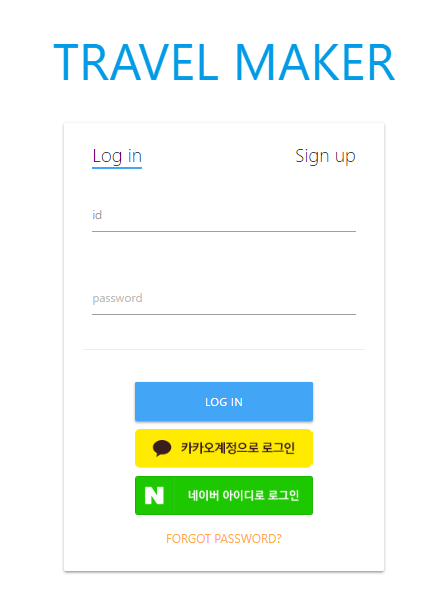 TRAVEL MAKER
Log in Sign up
id
password
LOG IN
카카오계정으로 로그인
N 네이버 아이디로 로그인
FORGOT PASSWORD?